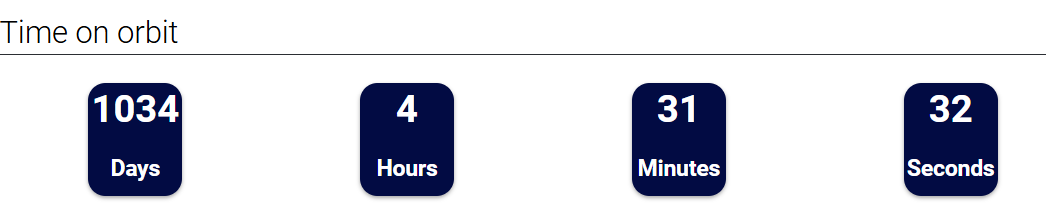 Time on orbit
1034 4 31 32
Days Hours Minutes Seconds